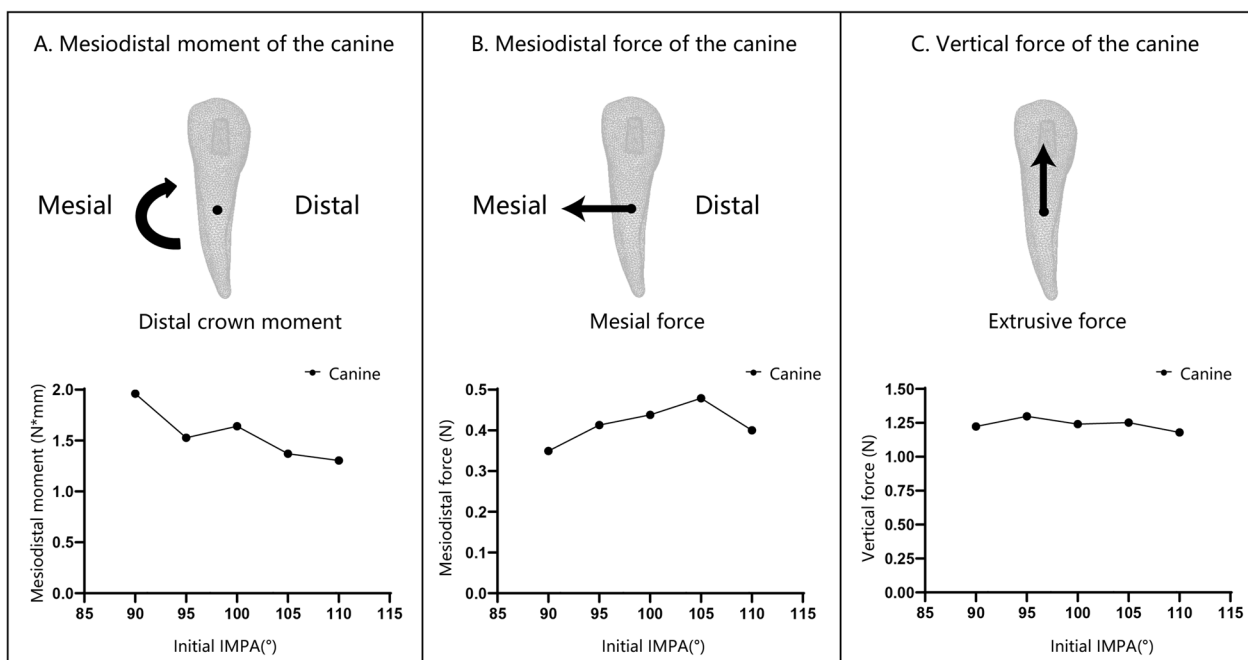 A. Mesiodistal moment of the canine
Mesial
Distal
Distal crown moment
Canine
Mesiodistal moment (N*mm)
2.0
1.5
1.0
0.5
0.0
85 90 95 100 105 110 115
Initial IMPA(°)
B. Mesiodistal force of the canine
Mesial
Distal
Mesial force
Canine
Mesiodistal force (N)
0.5
0.4
0.3
0.2
0.1
0.0
85 90 95 100 105 110 115
Initial IMPA(°)
C. Vertical force of the canine
Extrusive force
Canine
Vertical force (N)
1.50
1.25
1.00
0.75
0.50
0.25
0.00
85 90 95 100 105 110 115
Initial IMPA(°)